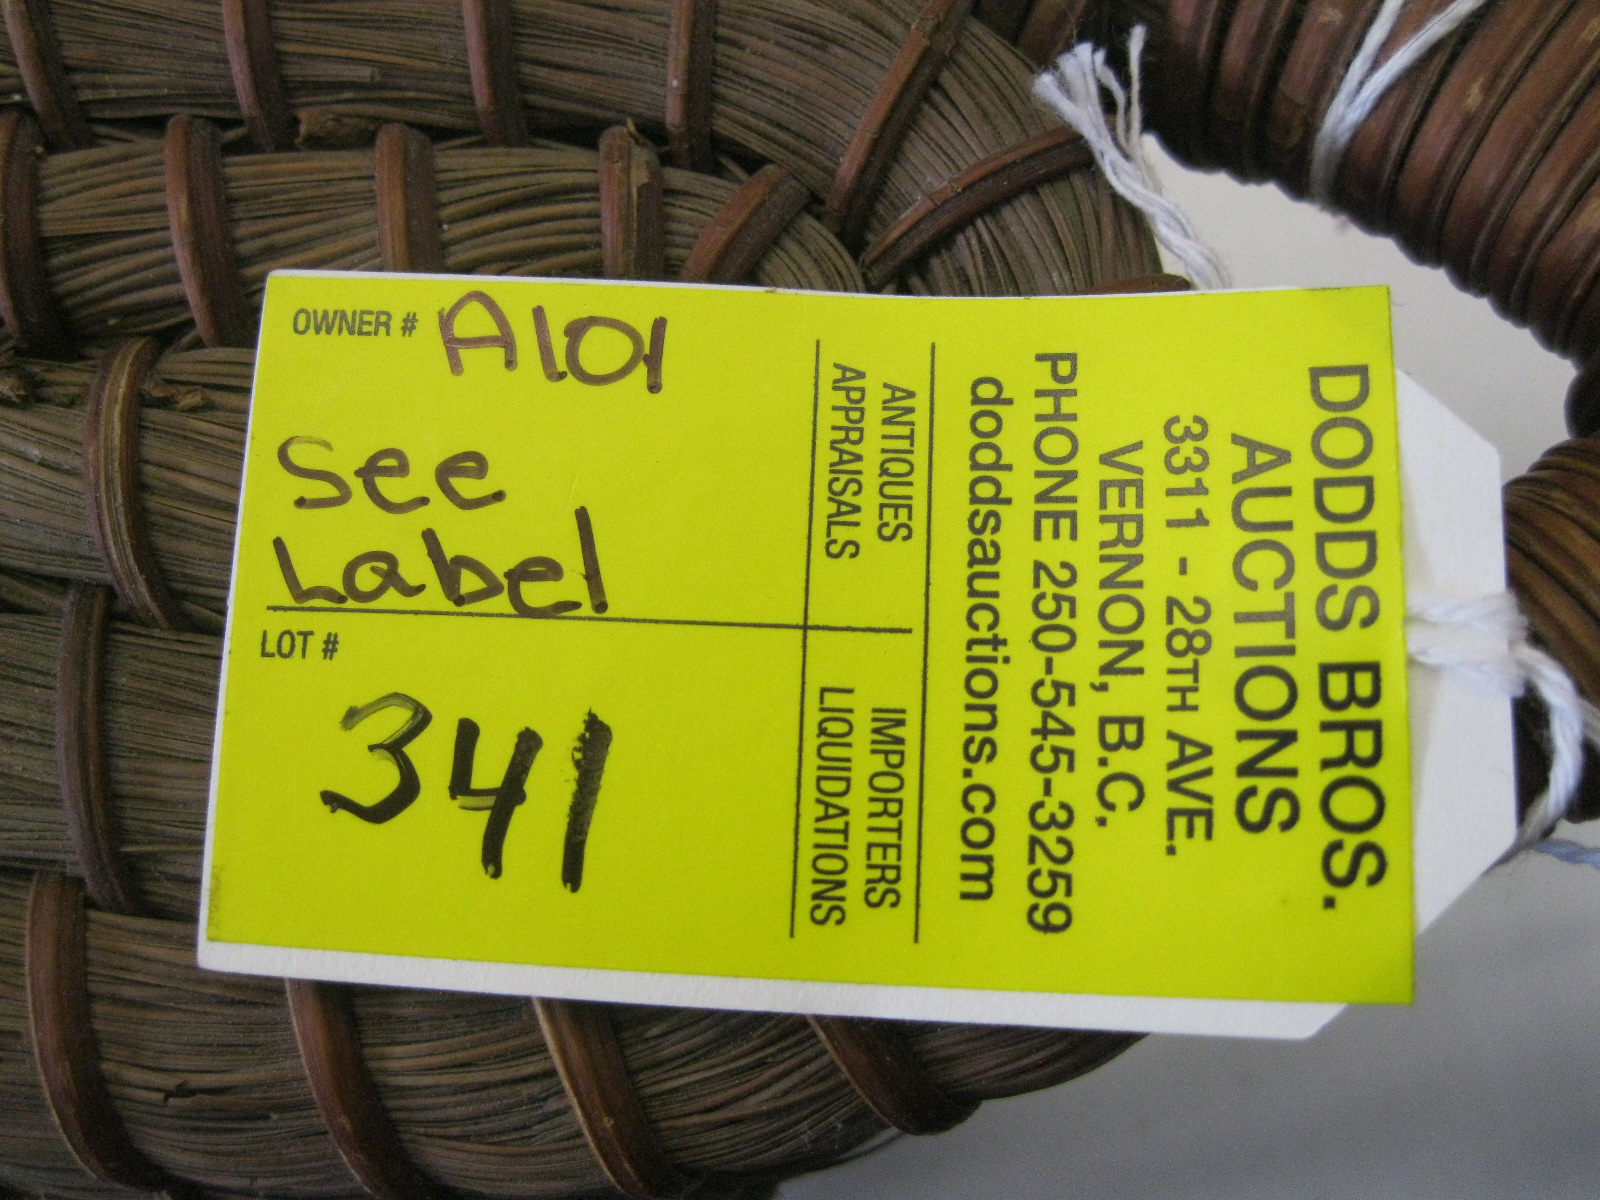 DODDS BROS.
AUCTIONS
3311 - 28TH AVE.
VERNON, B.C.
PHONE 250-545-3259
doddsauctions.com
ANTIQUES
APPRAISALS
IMPORTERS
LIQUIDATIONS
OWNER # A101
See
Label
LOT #
341